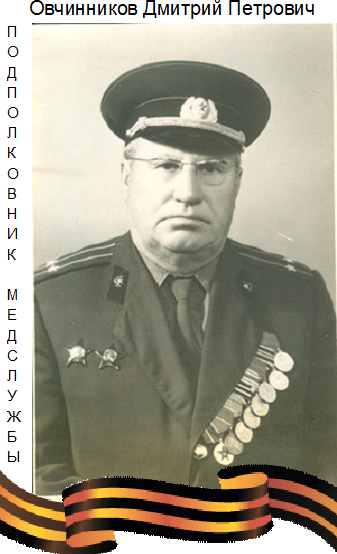 Овчинников Дмитрий Петрович
ПОДПОЛКОВНИК МЕДСЛУЖБЫ